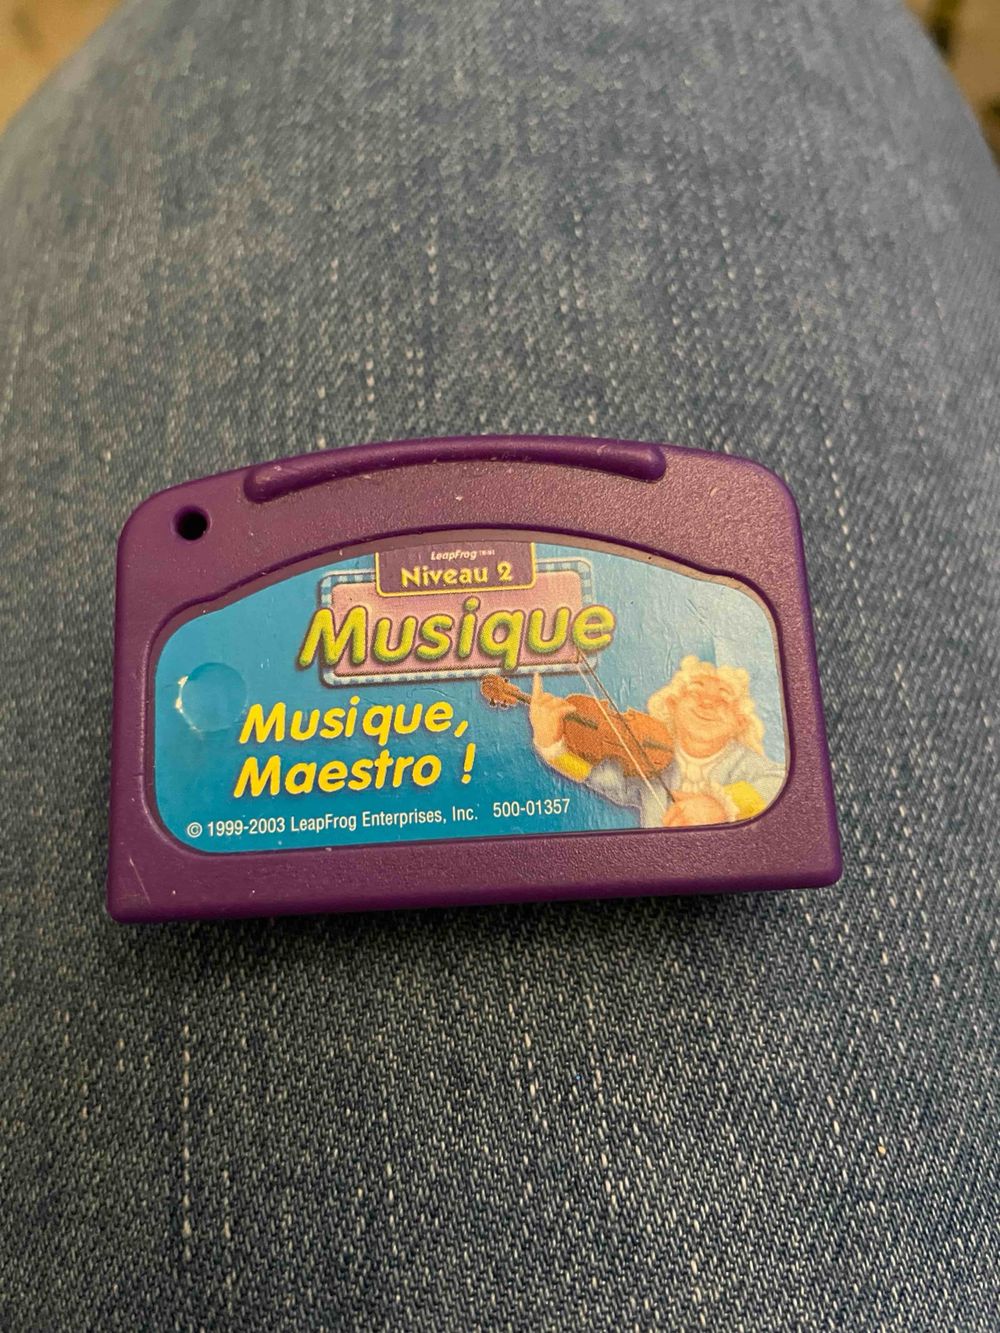 LeapFrog
Niveau 2
Musique
Musique,
Maestro !
© 1999-2003 LeapFrog Enterprises, Inc. 500-01357